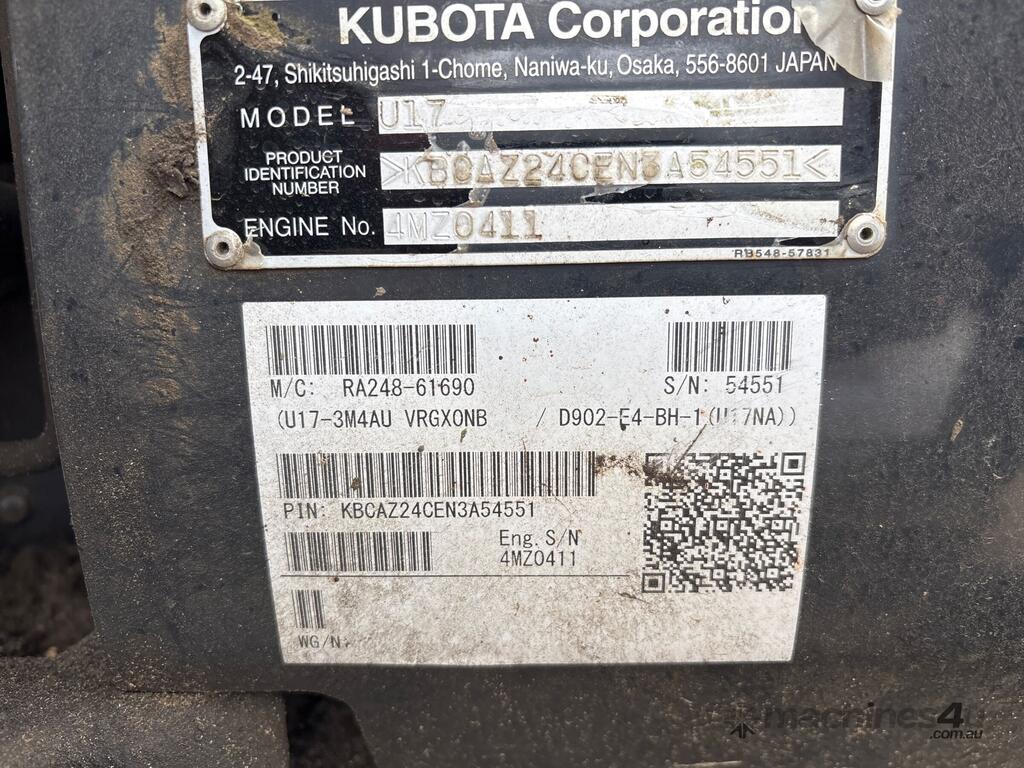 KUBOTA Corporation
2-47, Shikitsuhigashi 1-Chome, Naniwa-ku, Osaka, 556-8601 JAPAN
MODEL U17
PRODUCT
IDENTIFICATION
NUMBER
>KBCAZ24CEN3A54551<
ENGINE No. 4MZ0411
RB548-57831
M/C: RA248-61690 S/N: 54551
(U17-3M4AU VRGX0NB / D902-E4-BH-1(U17NA))
PIN: KBCAZ24CEN3A54551
Eng. S/N
4MZ0411
WG/N:
machines4u
.com.au